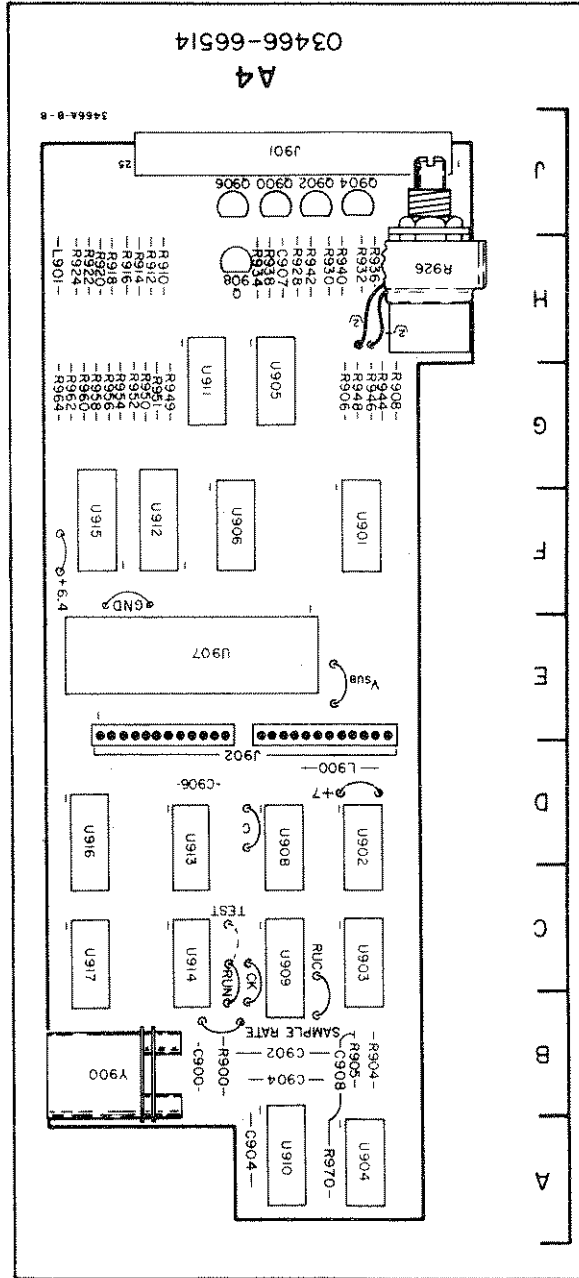 03466-66514
A4
3466A-B-B
J
25
J901
1
Q906
Q900
Q902
Q904
H
-L901-
-R924-
-R922-
-R920-
-R918-
-R916-
-R914-
-R912-
-R910-
Q
908
-R934-
-R938-
-C907-
-R928-
-R942-
-R930-
-R940-
-R932-
-R936-
R926
(2)
(2)
G
-R964-
-R962-
-R960-
-R958-
-R956-
-R954-
-R952-
-R950-
-R951-
-R949-
U911
U905
-R906-
-R948-
-R946-
-R944-
-R908-
F
U915
U912
U906
U901
+6.4
GND
E
U907
VSUB
J902
D
-L900-
-C906-
+7
U916
U913
C
U908
U902
C
TEST
U917
U914
RUN
CK
U909
RUC
U903
B
SAMPLE RATE
Y900
-C900-
-R900-
-C902-
C908
-R905-
-R904-
-C904-
A
-C904-
U910
R970-
U904